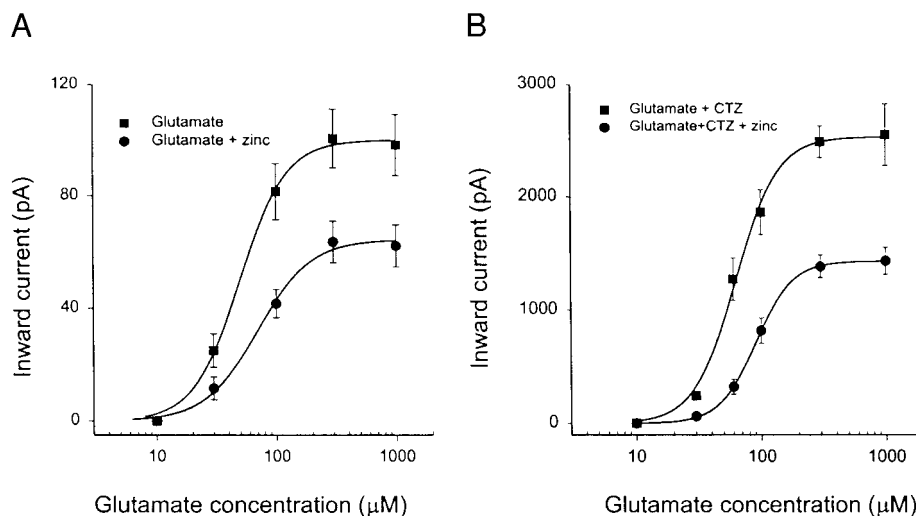 A
B
Inward current (pA)
120
80
40
0
Glutamate
Glutamate + zinc
10
100
1000
Glutamate concentration (μM)
Inward current (pA)
3000
2000
1000
0
Glutamate + CTZ
Glutamate+CTZ + zinc
10
100
1000
Glutamate concentration (μM)